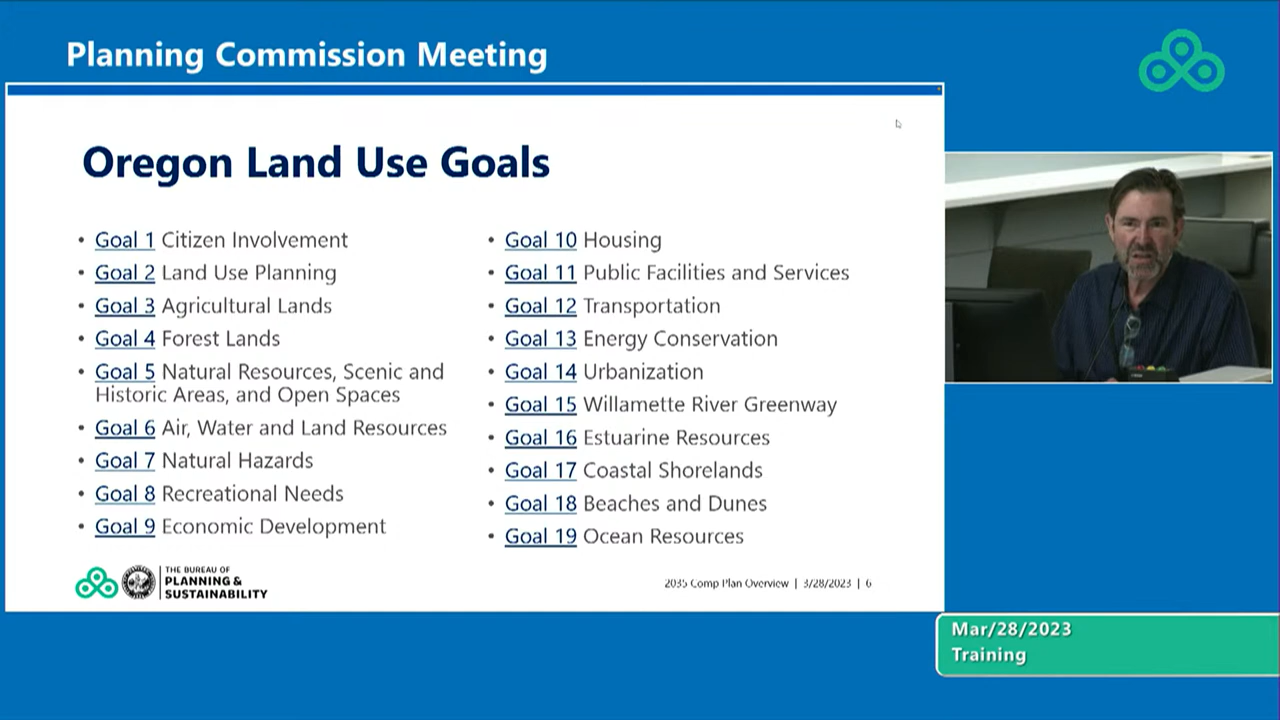 Planning Commission Meeting
Oregon Land Use Goals
• Goal 1 Citizen Involvement
• Goal 2 Land Use Planning
• Goal 3 Agricultural Lands
• Goal 4 Forest Lands
• Goal 5 Natural Resources, Scenic and
Historic Areas, and Open Spaces
• Goal 6 Air, Water and Land Resources
• Goal 7 Natural Hazards
• Goal 8 Recreational Needs
• Goal 9 Economic Development
• Goal 10 Housing
• Goal 11 Public Facilities and Services
• Goal 12 Transportation
• Goal 13 Energy Conservation
• Goal 14 Urbanization
• Goal 15 Willamette River Greenway
• Goal 16 Estuarine Resources
• Goal 17 Coastal Shorelands
• Goal 18 Beaches and Dunes
• Goal 19 Ocean Resources
THE BUREAU OF
PLANNING &
SUSTAINABILITY
2035 Comp Plan Overview | 3/28/2023 | 6
Mar/28/2023
Training